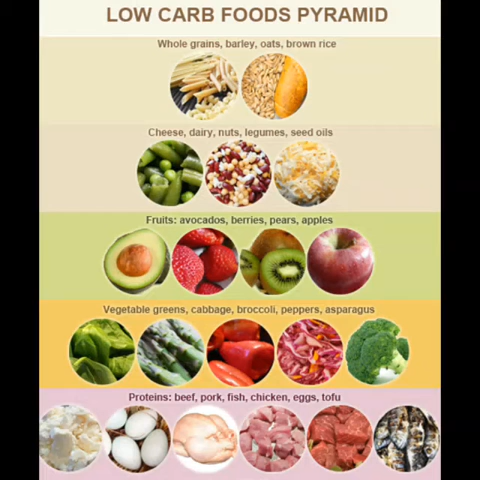 LOW CARB FOODS PYRAMID
Whole grains, barley, oats, brown rice
Cheese, dairy, nuts, legumes, seed oils
Fruits: avocados, berries, pears, apples
Vegetable greens, cabbage, broccoli, peppers, asparagus
Proteins: beef, pork, fish, chicken, eggs, tofu